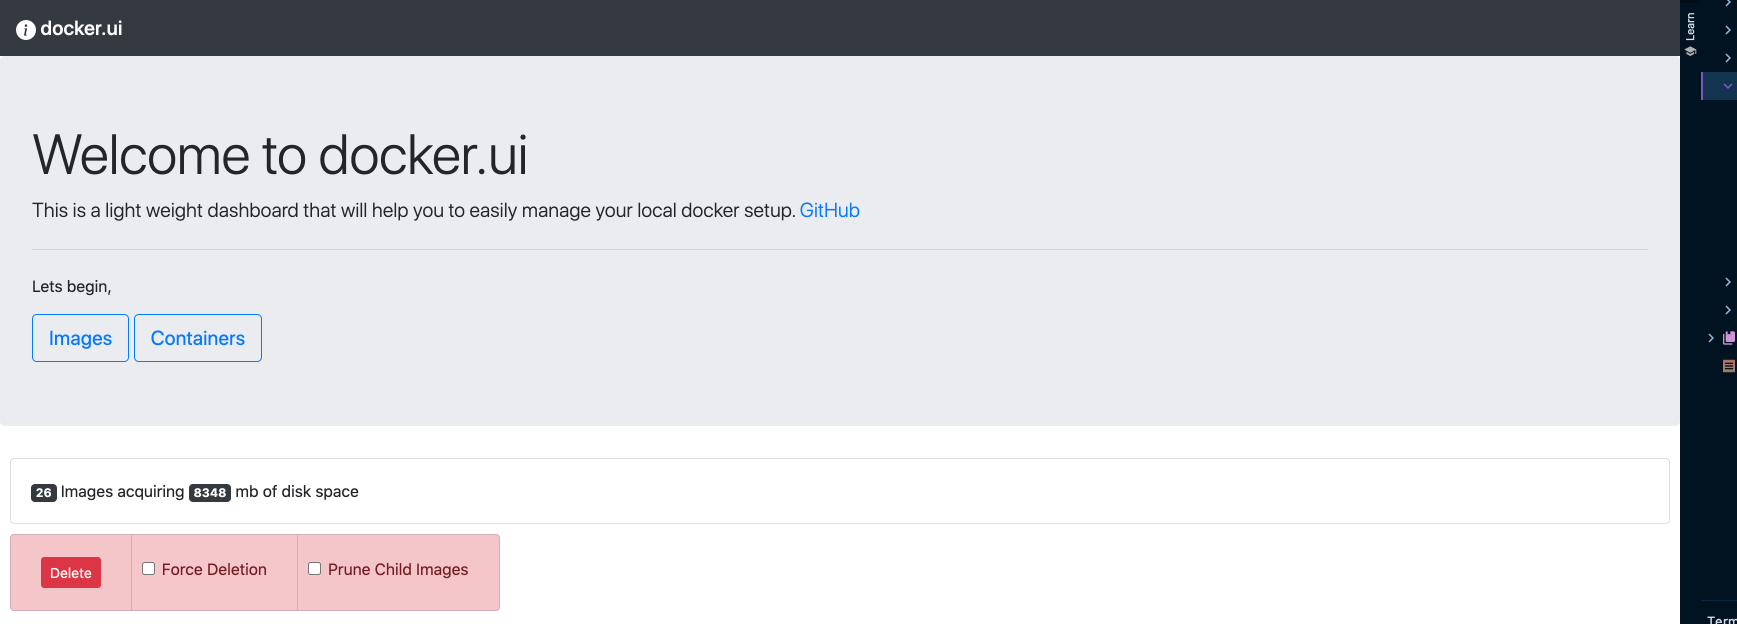 docker.ui
Learn
Welcome to docker.ui
This is a light weight dashboard that will help you to easily manage your local docker setup. GitHub
Lets begin,
Images Containers
26 Images acquiring 8348 mb of disk space
Delete Force Deletion Prune Child Images